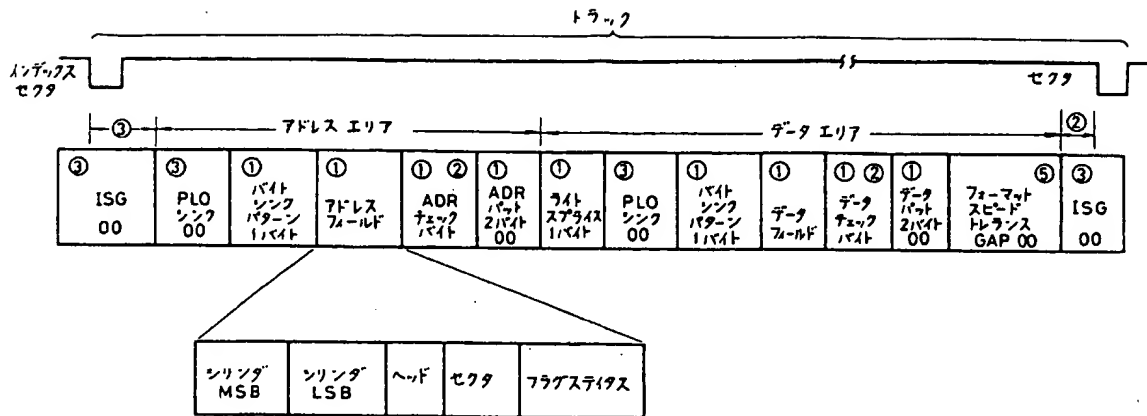 トラック
インデックス
セクタ
セクタ
③
アドレス エリア
データ エリア
②
③
ISG
00
③
PLO
シンク
00
①
バイト
シンク
パターン
1バイト
①
アドレス
フィールド
① ②
ADR
チェック
バイト
①
ADR
パット
2バイト
00
①
ライト
スプライス
1バイト
③
PLO
シンク
00
①
バイト
シンク
パターン
1バイト
①
データ
フィールド
① ②
データ
チェック
バイト
①
データ
パット
2バイト
00
⑤
フォーマット
スピード
トレランス
GAP 00
③
ISG
00
シリンダ
MSB
シリンダ
LSB
ヘッド
セクタ
フラグステイタス